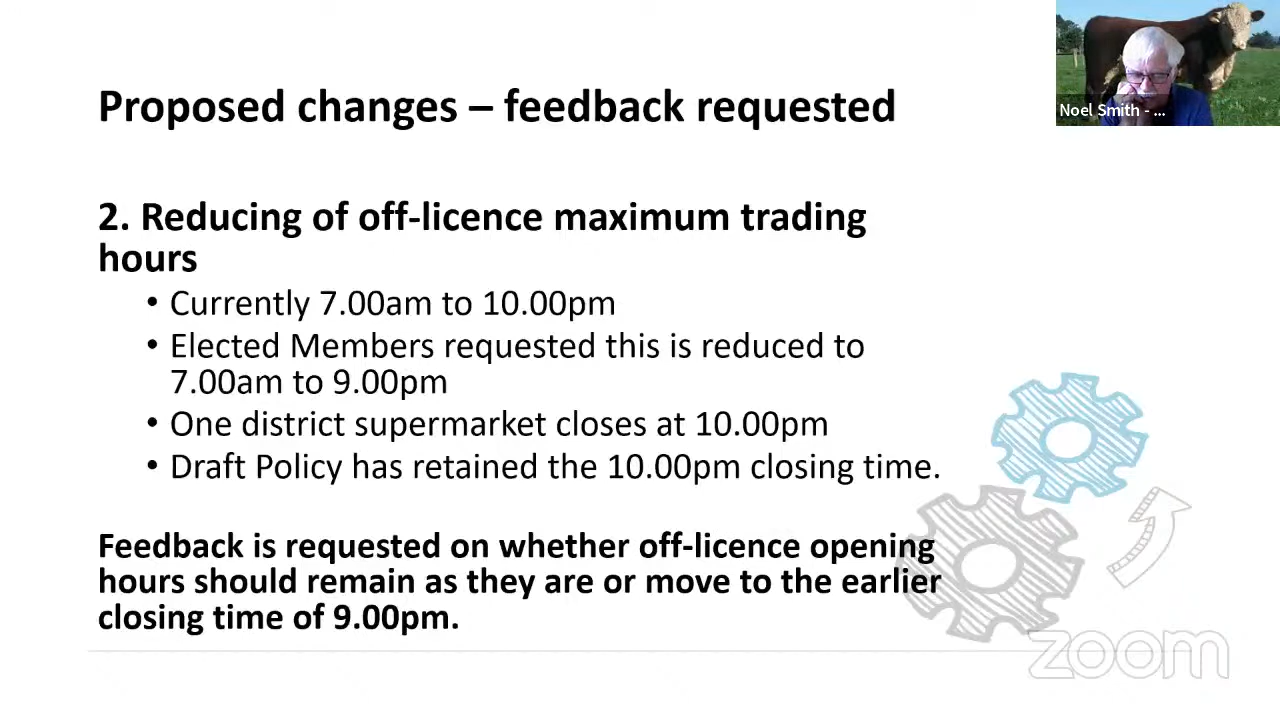 Proposed changes – feedback requested
Noel Smith - ...
2. Reducing of off-licence maximum trading
hours
• Currently 7.00am to 10.00pm
• Elected Members requested this is reduced to
7.00am to 9.00pm
• One district supermarket closes at 10.00pm
• Draft Policy has retained the 10.00pm closing time.
Feedback is requested on whether off-licence opening
hours should remain as they are or move to the earlier
closing time of 9.00pm.
zoom